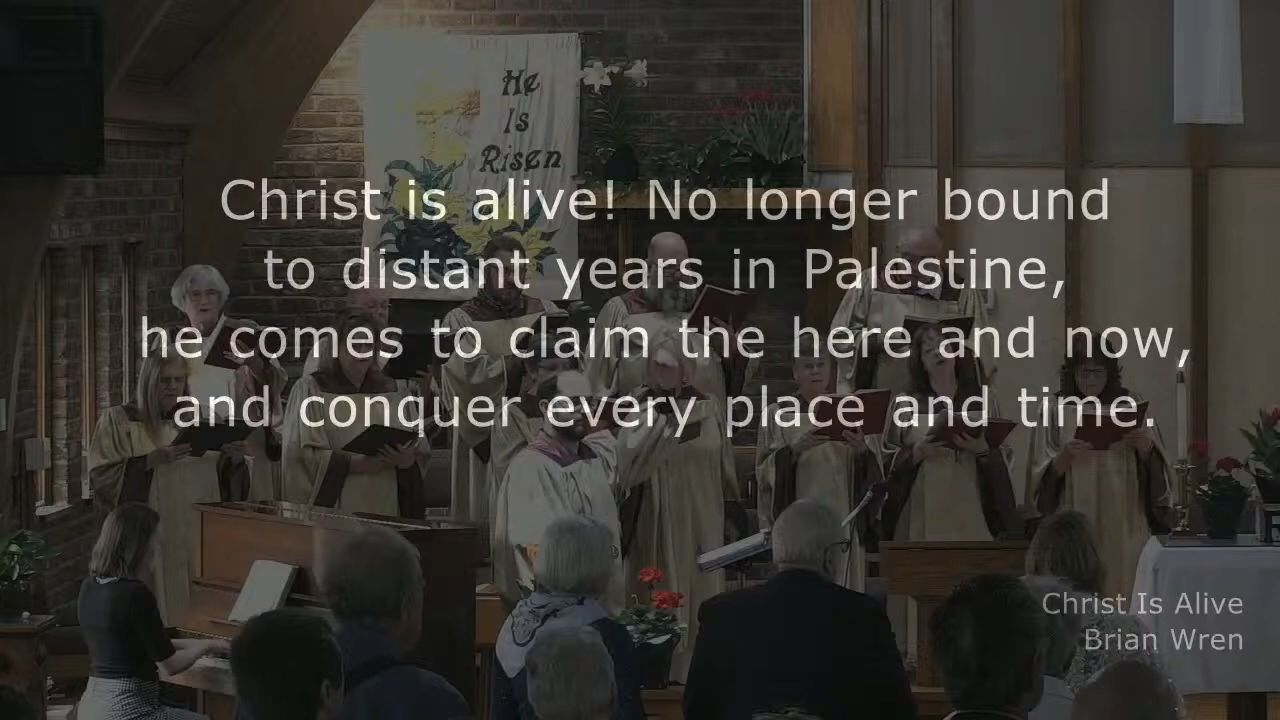 He
Is
Risen
Christ is alive! No longer bound
to distant years in Palestine,
he comes to claim the here and now,
and conquer every place and time.
Christ Is Alive
Brian Wren